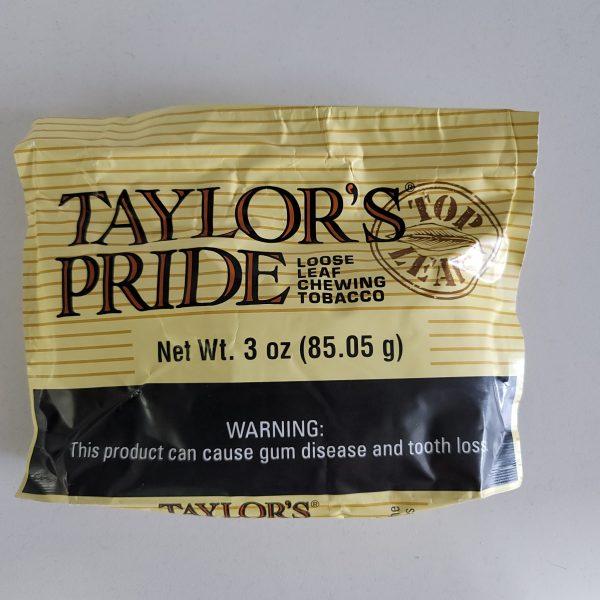 TAYLOR'S®
PRIDE
LOOSE
LEAF
CHEWING
TOBACCO
TOP
LEAF
Net Wt. 3 oz (85.05 g)
WARNING:
This product can cause gum disease and tooth loss
TAYLOR'S®